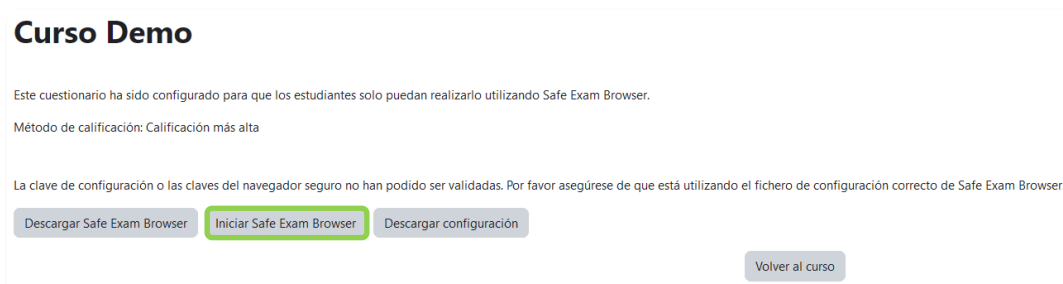 Curso Demo
Este cuestionario ha sido configurado para que los estudiantes solo puedan realizarlo utilizando Safe Exam Browser.
Método de calificación: Calificación más alta
La clave de configuración o las claves del navegador seguro no han podido ser validadas. Por favor asegúrese de que está utilizando el fichero de configuración correcto de Safe Exam Browser
Descargar Safe Exam Browser Iniciar Safe Exam Browser Descargar configuración
Volver al curso